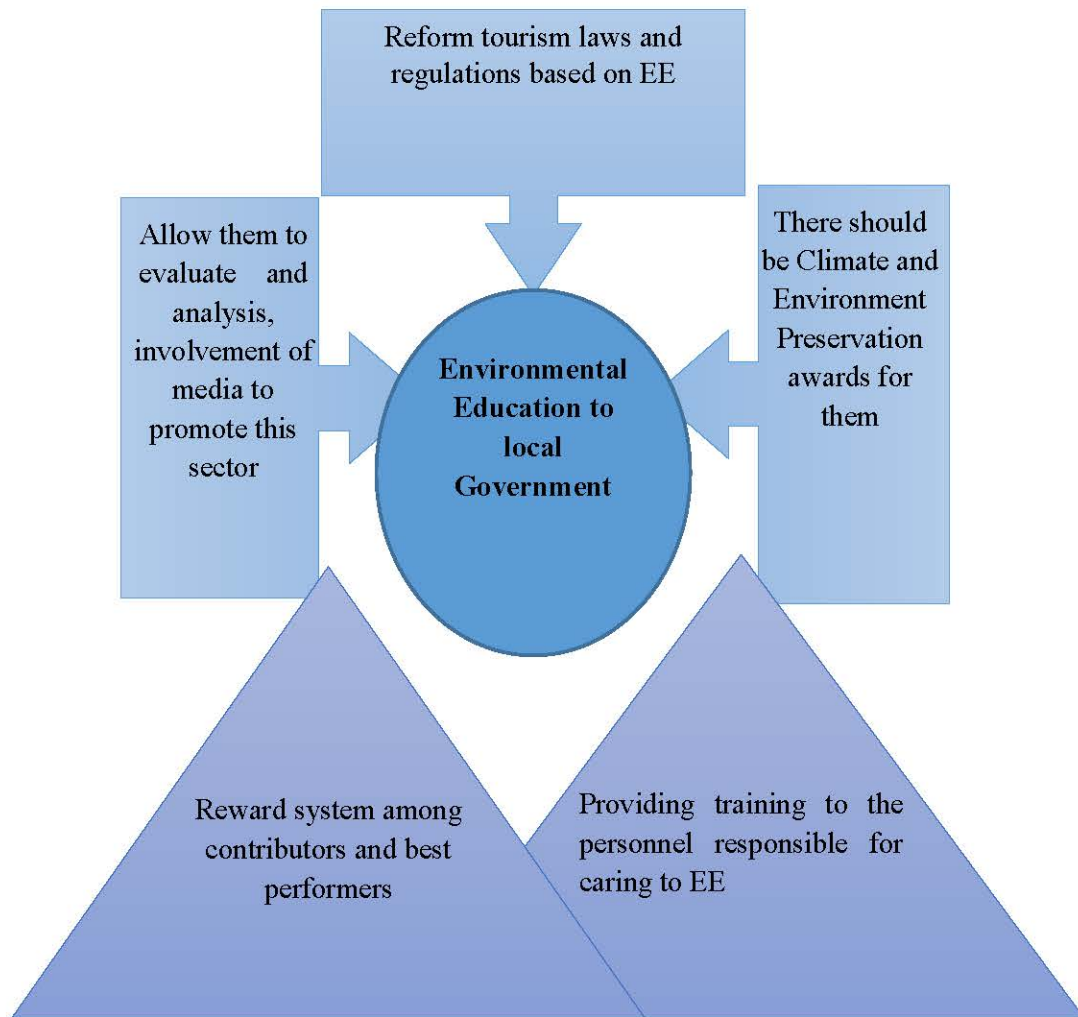 Reform tourism laws and
regulations based on EE
Allow them to
evaluate and
analysis,
involvement of
media to
promote this
sector
There should
be Climate and
Environment
Preservation
awards for
them
Environmental
Education to
local
Government
Reward system among
contributors and best
performers
Providing training to the
personnel responsible for
caring to EE